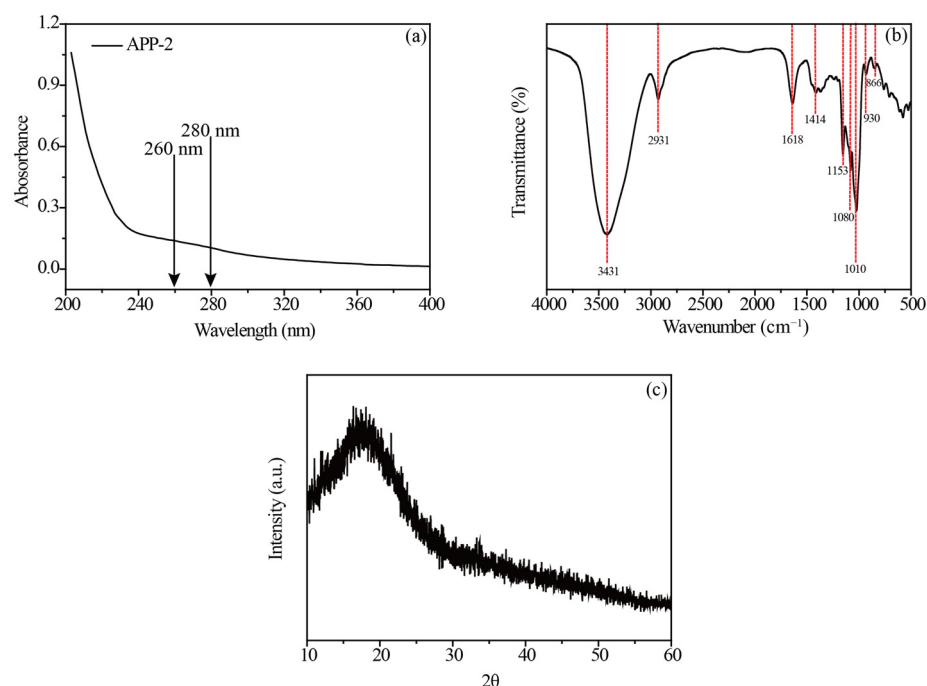 (a)
APP-2
1.2
0.9
0.6
0.3
0.0
Abosorbance
280 nm
260 nm
200 240 280 320 360 400
Wavelength (nm)
(b)
Transmittance (%)
3431
2931
1618
1414
1153
1080
1010
930
866
4000 3500 3000 2500 2000 1500 1000 500
Wavenumber (cm⁻¹)
(c)
Intensity (a.u.)
10 20 30 40 50 60
2θ